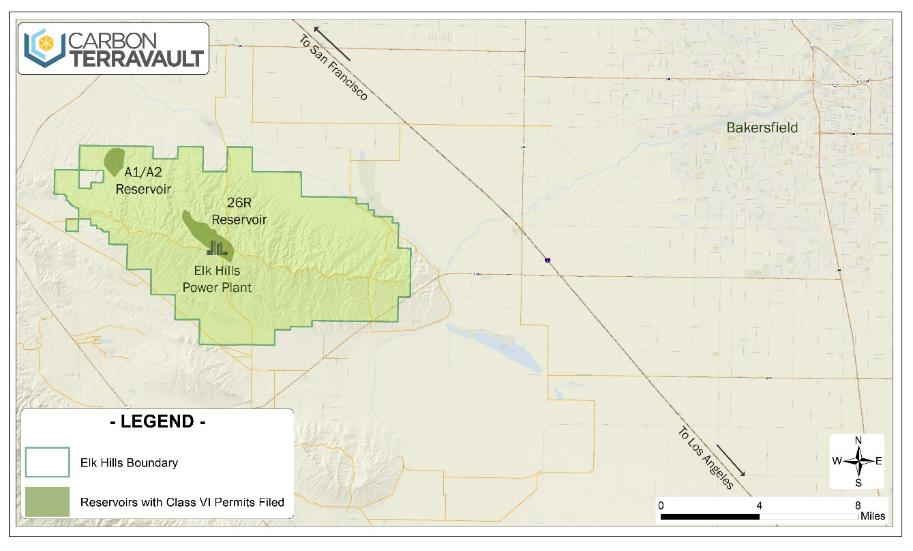 CARBON
TERRAVAULT
To San Francisco
Bakersfield
A1/A2
Reservoir
26R
Reservoir
Elk Hills
Power Plant
To Los Angeles
- LEGEND -
Elk Hills Boundary
Reservoirs with Class VI Permits Filed
N
W E
S
0 4 8
Miles